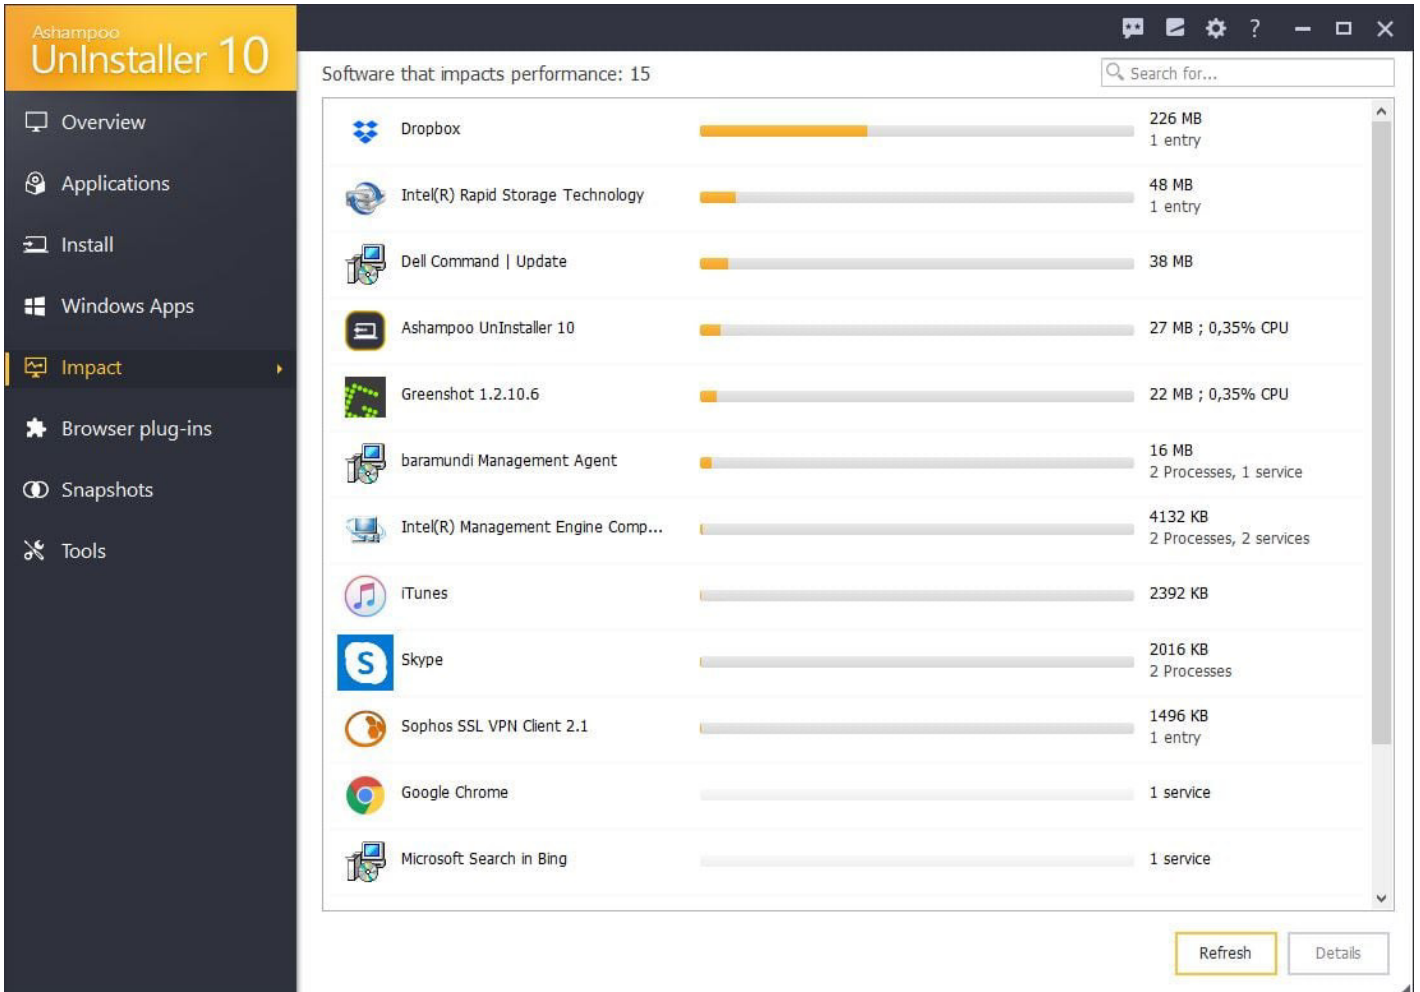 Ashampoo
UnInstaller 10
?
Overview
Applications
Install
Windows Apps
Impact
Browser plug-ins
Snapshots
Tools
Software that impacts performance: 15
Search for...
Dropbox
226 MB
1 entry
Intel(R) Rapid Storage Technology
48 MB
1 entry
Dell Command | Update
38 MB
Ashampoo UnInstaller 10
27 MB ; 0,35% CPU
Greenshot 1.2.10.6
22 MB ; 0,35% CPU
baramundi Management Agent
16 MB
2 Processes, 1 service
Intel(R) Management Engine Comp...
4132 KB
2 Processes, 2 services
iTunes
2392 KB
S
Skype
2016 KB
2 Processes
Sophos SSL VPN Client 2.1
1496 KB
1 entry
Google Chrome
1 service
Microsoft Search in Bing
1 service
Refresh
Details